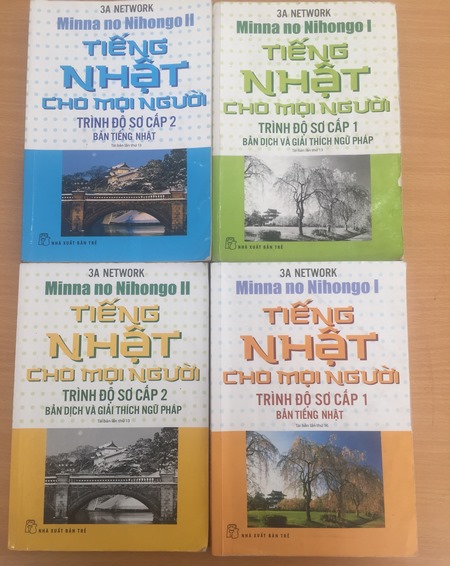 3A NETWORK
Minna no Nihongo II
TIẾNG
NHẬT
CHO MỌI NGƯỜI
TRÌNH ĐỘ SƠ CẤP 2
BẢN TIẾNG NHẬT
NHÀ XUẤT BẢN TRẺ
3A NETWORK
Minna no Nihongo I
TIẾNG
NHẬT
CHO MỌI NGƯỜI
TRÌNH ĐỘ SƠ CẤP 1
BẢN DỊCH VÀ GIẢI THÍCH NGỮ PHÁP
NHÀ XUẤT BẢN TRẺ
3A NETWORK
Minna no Nihongo II
TIẾNG
NHẬT
CHO MỌI NGƯỜI
TRÌNH ĐỘ SƠ CẤP 2
BẢN DỊCH VÀ GIẢI THÍCH NGỮ PHÁP
NHÀ XUẤT BẢN TRẺ
3A NETWORK
Minna no Nihongo I
TIẾNG
NHẬT
CHO MỌI NGƯỜI
TRÌNH ĐỘ SƠ CẤP 1
BẢN TIẾNG NHẬT
NHÀ XUẤT BẢN TRẺ